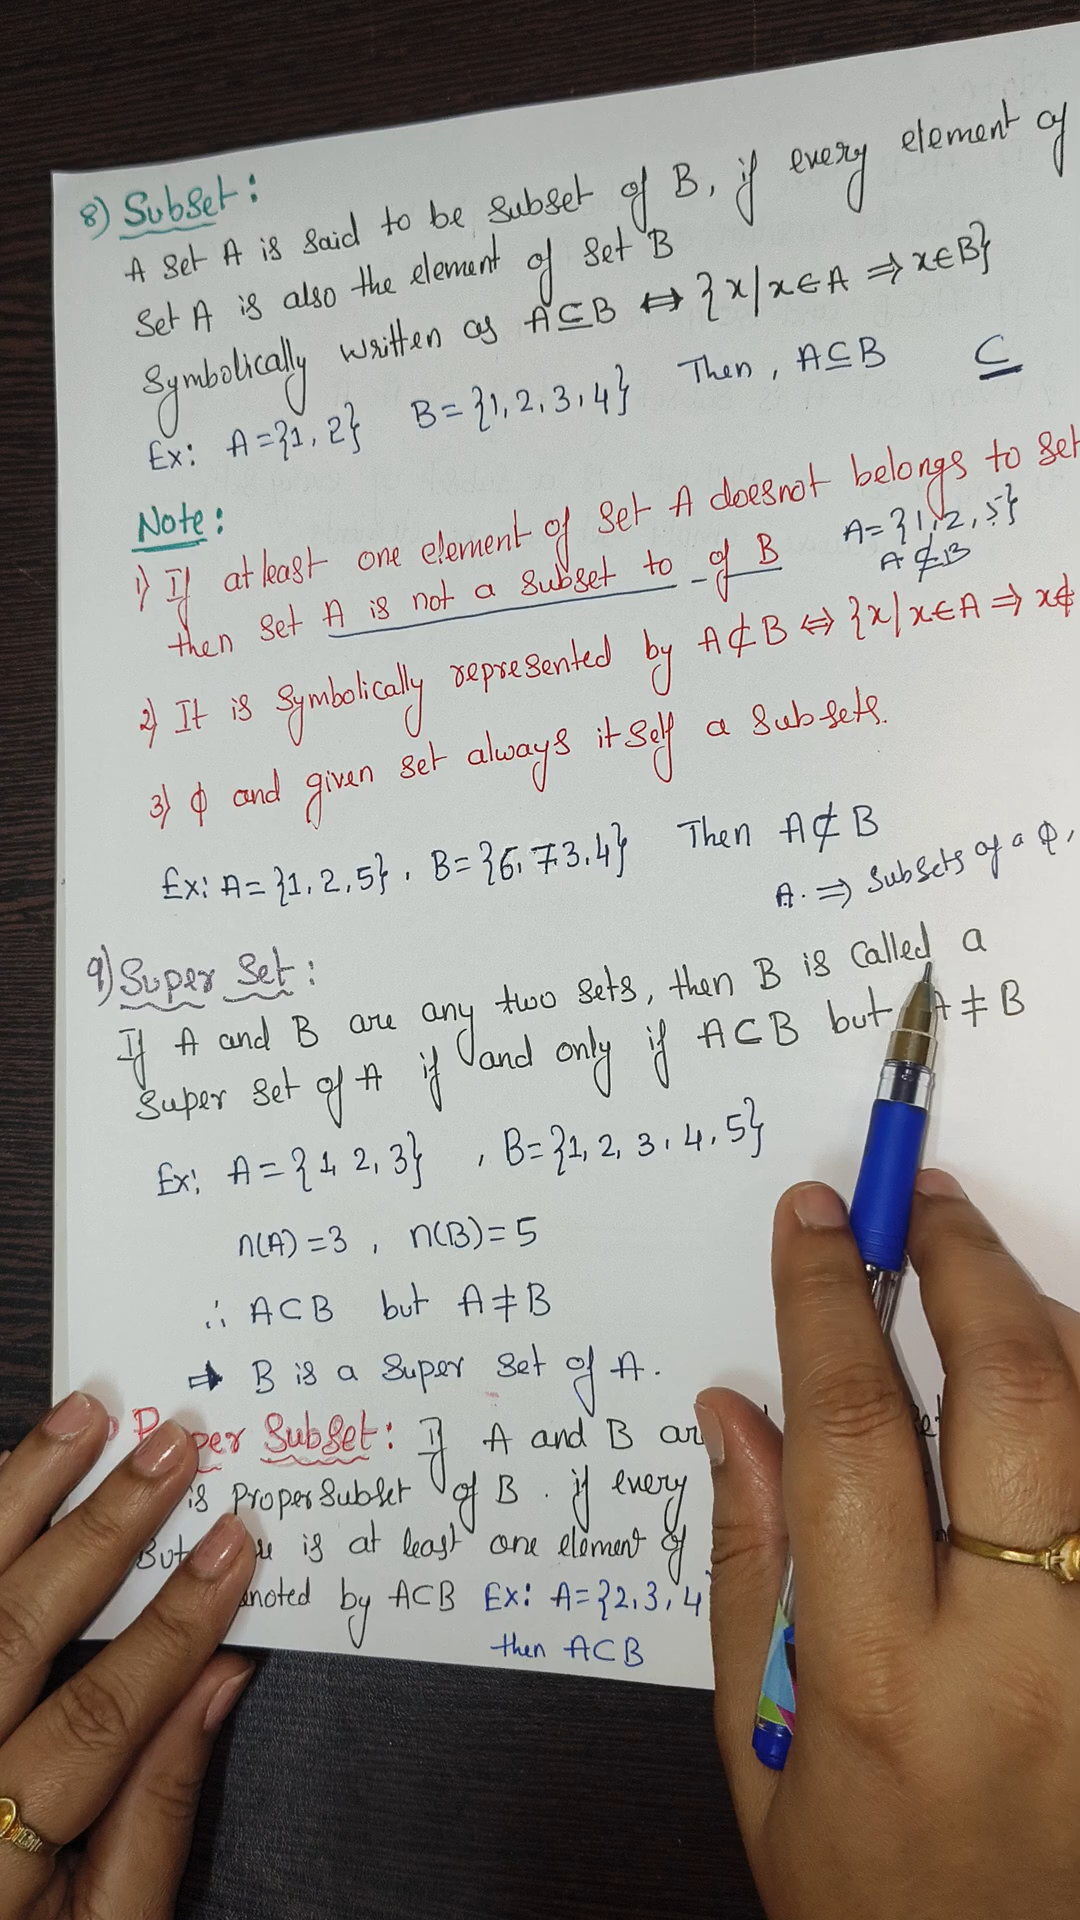 8) Subset:
A set A is said to be subset of B, if every element of
Set A is also the element of set B
Symbolically written as A⊆B ⇔ {x/x∈A ⇒ x∈B}
Ex: A={1,2} B={1,2,3,4} Then, A⊆B ⊆
Note:
1) If at least one element of set A doesnot belongs to set
A={1,2,5}
then set A is not a subset to - of B
A⊄B
2) It is symbolically represented by A⊄B ⇔ {x/x∈A ⇒ x∉
3) ϕ and given set always itself a subsets.
Ex: A={1,2,5}, B={6,7,3,4} Then A⊄B
A. ⇒ subsets of a ϕ,
9) Super Set:
If A and B are any two sets, then B is called a
super set of A if and only if A⊂B but A≠B
Ex: A={1,2,3}, B={1,2,3,4,5}
n(A)=3, n(B)=5
∴ A⊂B but A≠B
⇒ B is a super set of A.
Subset: If A and B
is proper subset of B. if every
But is at least one element of
by A⊂B Ex: A={2,3,4
then A⊂B